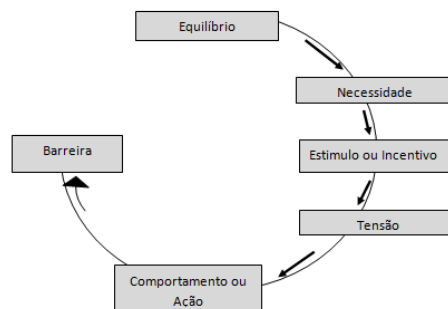 Equilíbrio
Necessidade
Estimulo ou Incentivo
Tensão
Comportamento ou
Ação
Barreira